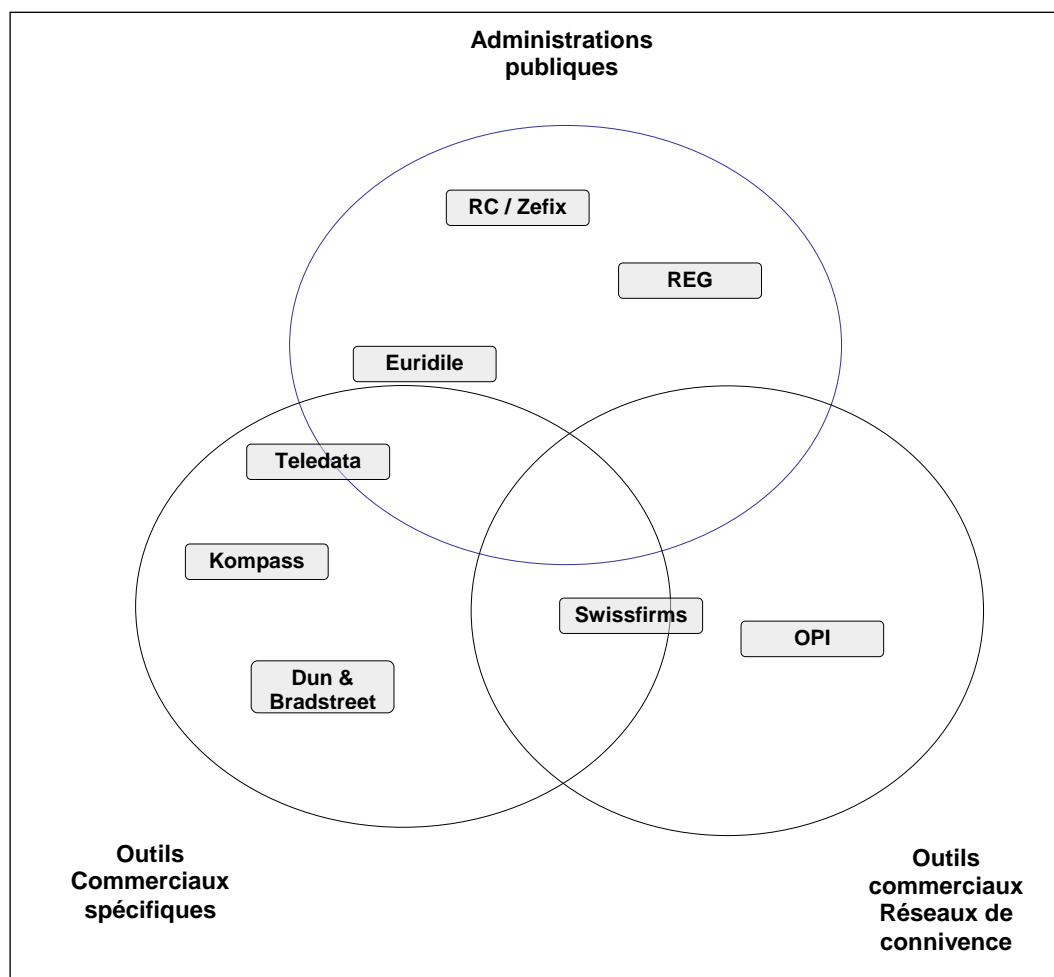 Administrations
publiques
RC / Zefix
REG
Euridile
Teledata
Kompass
Swissfirms
OPI
Dun &
Bradstreet
Outils
Commerciaux
spécifiques
Outils
commerciaux
Réseaux de
connivence